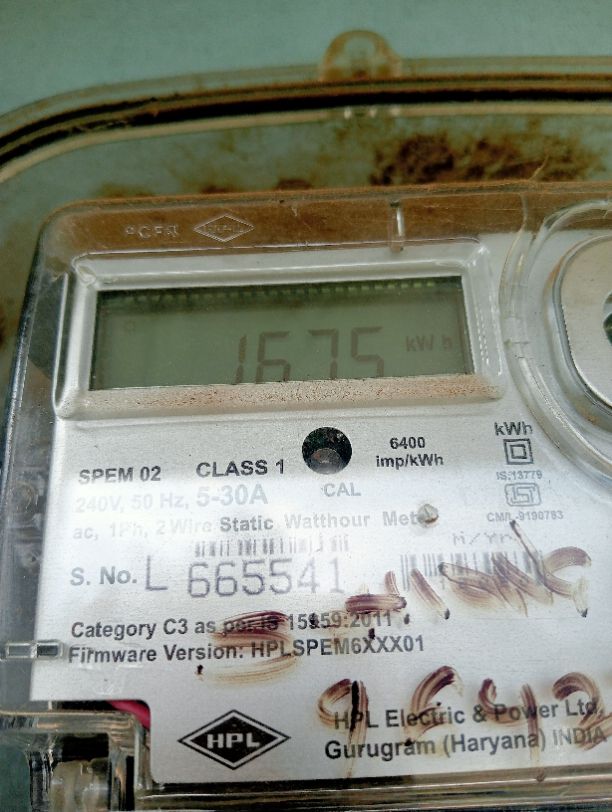 1675 kWh
SPEM 02 CLASS 1
6400
imp/kWh
kWh
IS:13779
240V, 50 Hz, 5-30A
CAL
CM/L-9190783
ac, 1Ph, 2 Wire Static Watthour Meter
S. No. L 665541
Category C3 as per IS 15959:2011
Firmware Version: HPLSPEM6XXX01
HPL
HPL Electric & Power Ltd.
Gurugram (Haryana) INDIA